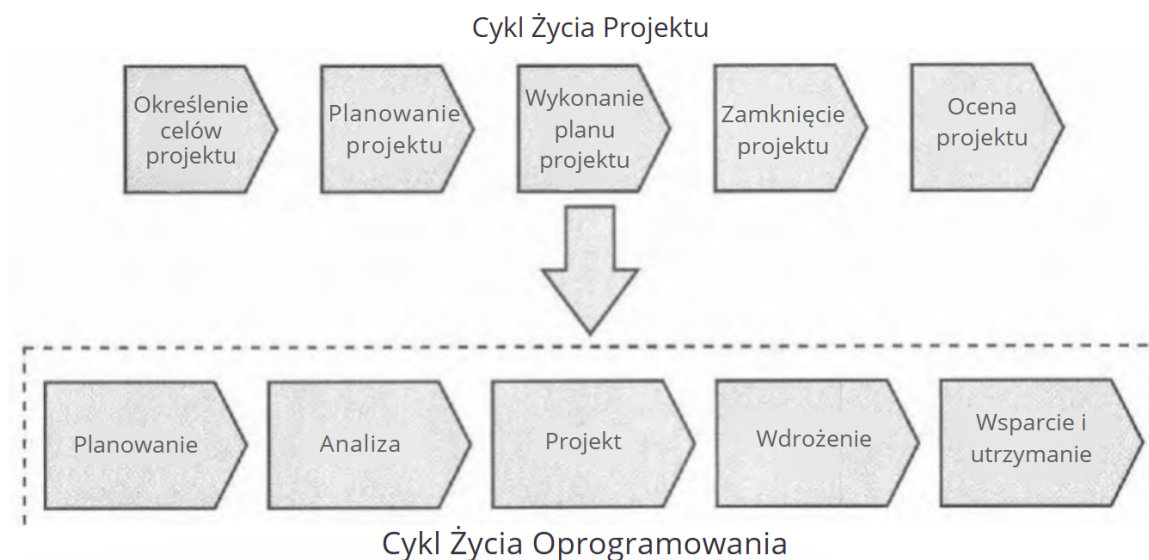 Cykl Życia Projektu
Określenie
celów
projektu
Planowanie
projektu
Wykonanie
planu
projektu
Zamknięcie
projektu
Ocena
projektu
Planowanie
Analiza
Projekt
Wdrożenie
Wsparcie i
utrzymanie
Cykl Życia Oprogramowania